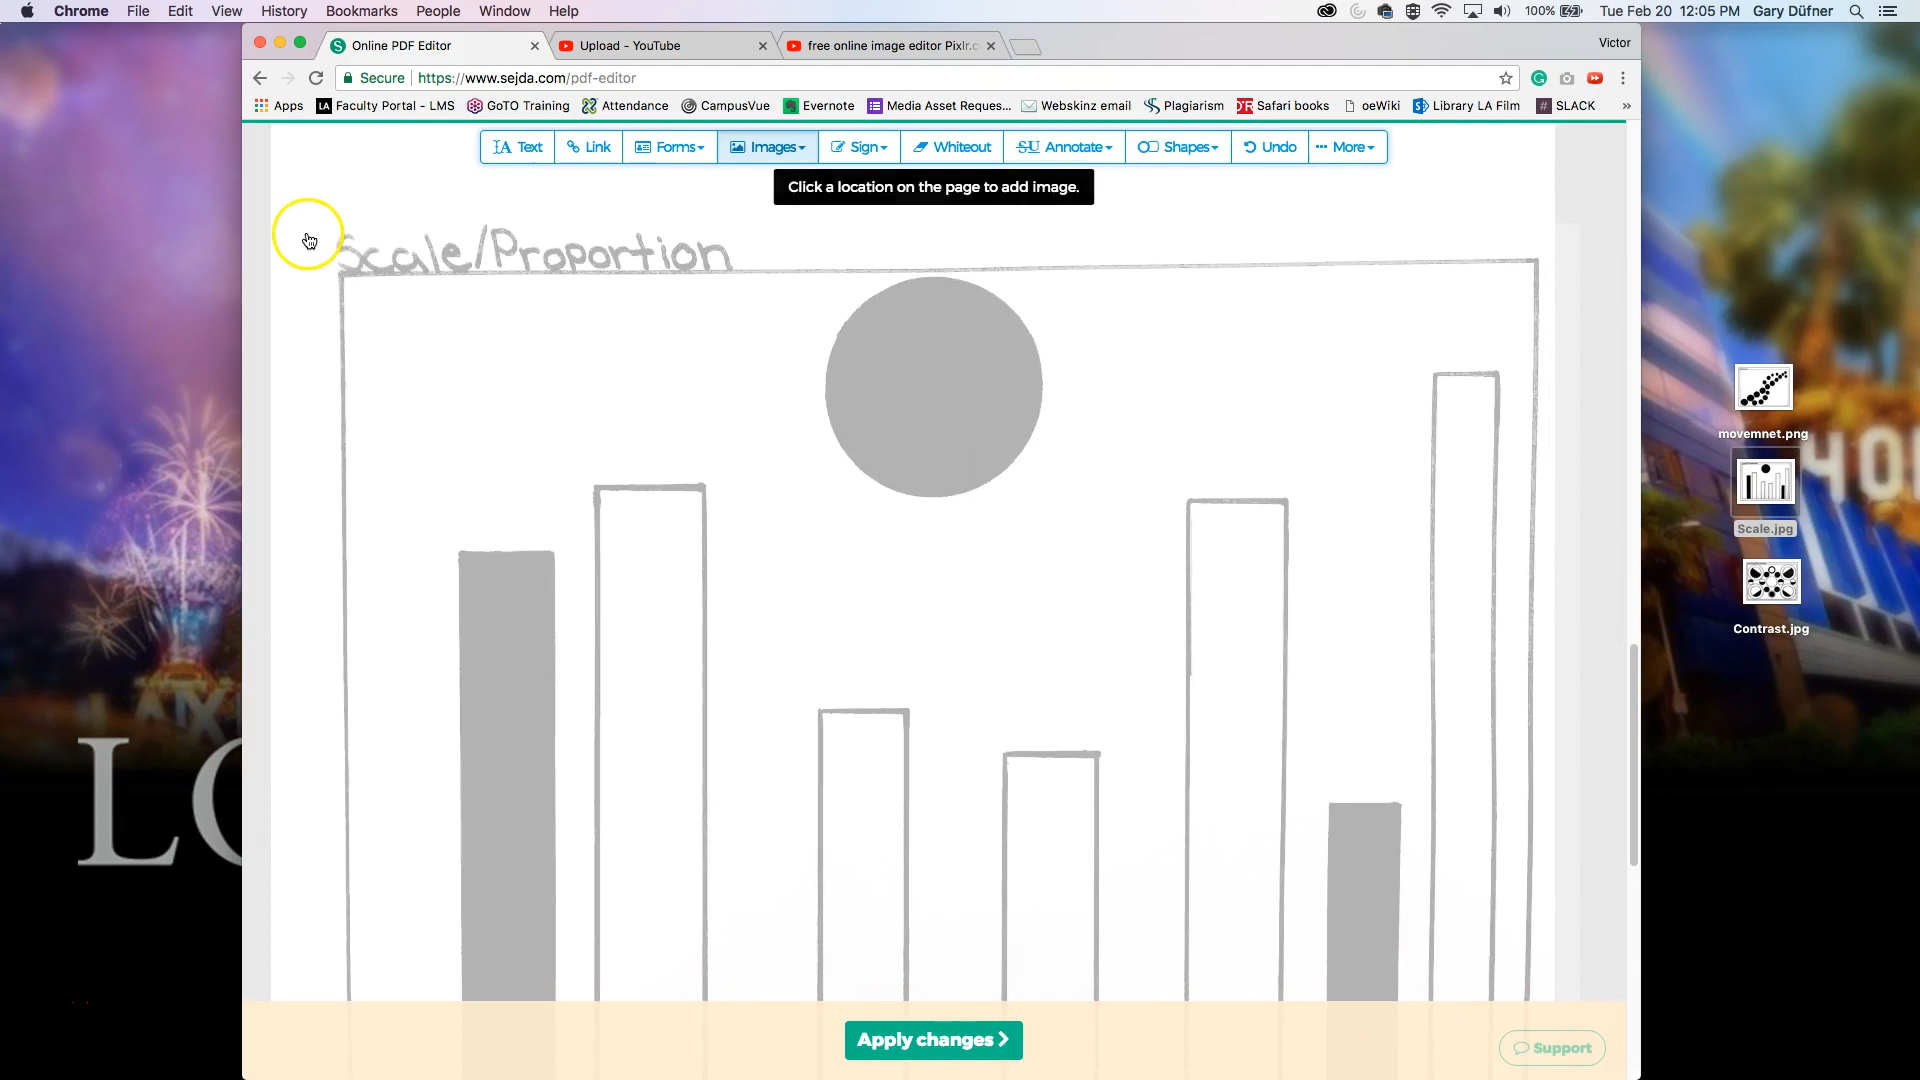 Chrome File Edit View History Bookmarks People Window Help 100% Tue Feb 20 12:05 PM Gary Düfner
Online PDF Editor Upload - YouTube free online image editor Pixlr.c Victor
Secure https://www.sejda.com/pdf-editor
Apps Faculty Portal - LMS GoTO Training Attendance CampusVue Evernote Media Asset Reques... Webskinz email Plagiarism Safari books oeWiki Library LA Film SLACK »
Text Link Forms Images Sign Whiteout Annotate Shapes Undo More
Click a location on the page to add image.
Scale/Proportion
movemnet.png
Scale.jpg
Contrast.jpg
HO
LO
Apply changes
Support